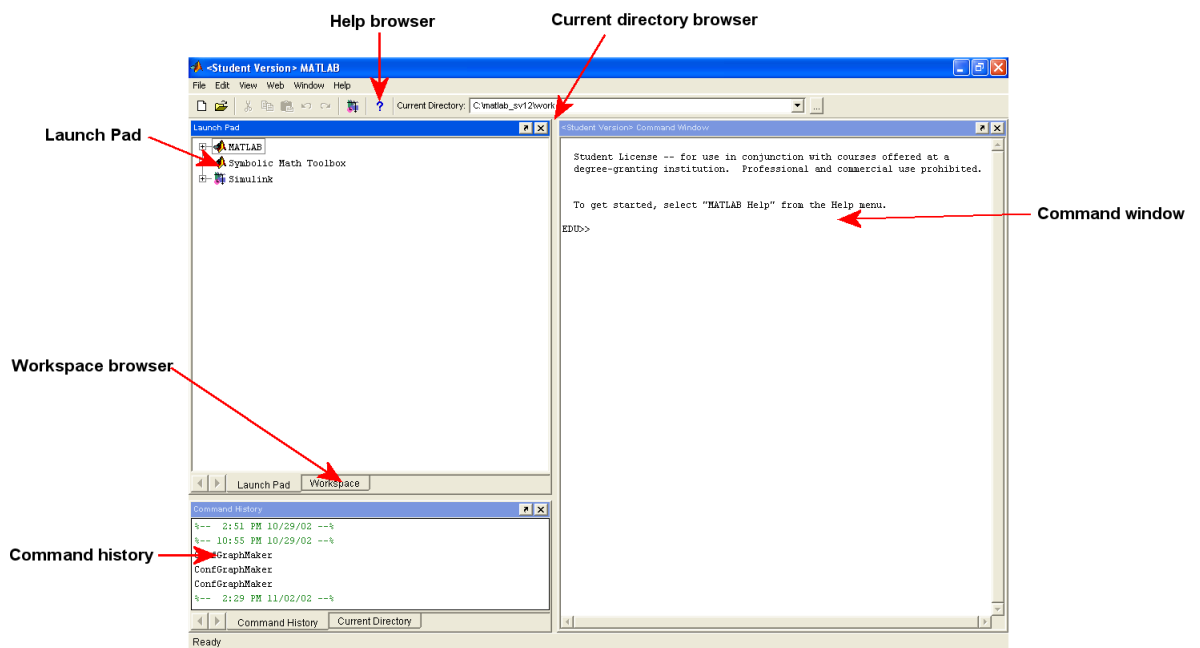 Help browser
Current directory browser
<Student Version> MATLAB
File Edit View Web Window Help
? Current Directory: C:\matlab_sv12\work ...
Launch Pad
Launch Pad
<Student Version> Command Window
MATLAB
Symbolic Math Toolbox
Simulink
Student License -- for use in conjunction with courses offered at a
degree-granting institution. Professional and commercial use prohibited.
To get started, select "MATLAB Help" from the Help menu.
EDU>>
Command window
Workspace browser
Launch Pad Workspace
Command History
%-- 2:51 PM 10/29/02 --%
%-- 10:55 PM 10/29/02 --%
Command history
ConfGraphMaker
ConfGraphMaker
ConfGraphMaker
%-- 2:29 PM 11/02/02 --%
Command History Current Directory
Ready